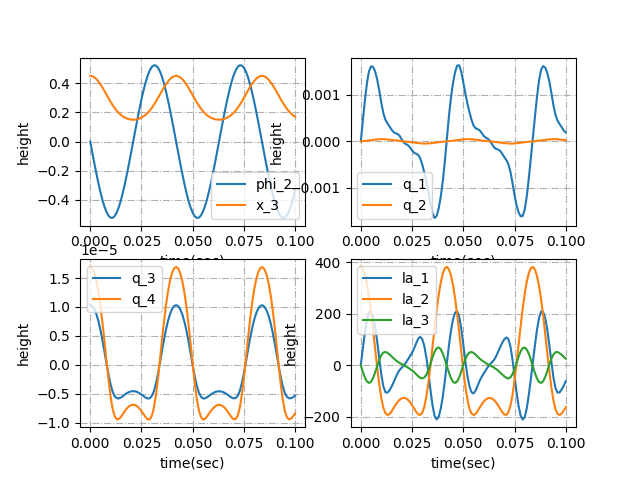 height
0.4
0.2
0.0
−0.2
−0.4
phi_2
x_3
0.000 0.025 0.050 0.075 0.100
time(sec)
height
0.001
0.000
−0.001
q_1
q_2
0.000 0.025 0.050 0.075 0.100
time(sec)
1e−5
height
1.5
1.0
0.5
0.0
−0.5
−1.0
q_3
q_4
0.000 0.025 0.050 0.075 0.100
time(sec)
height
400
200
0
−200
la_1
la_2
la_3
0.000 0.025 0.050 0.075 0.100
time(sec)